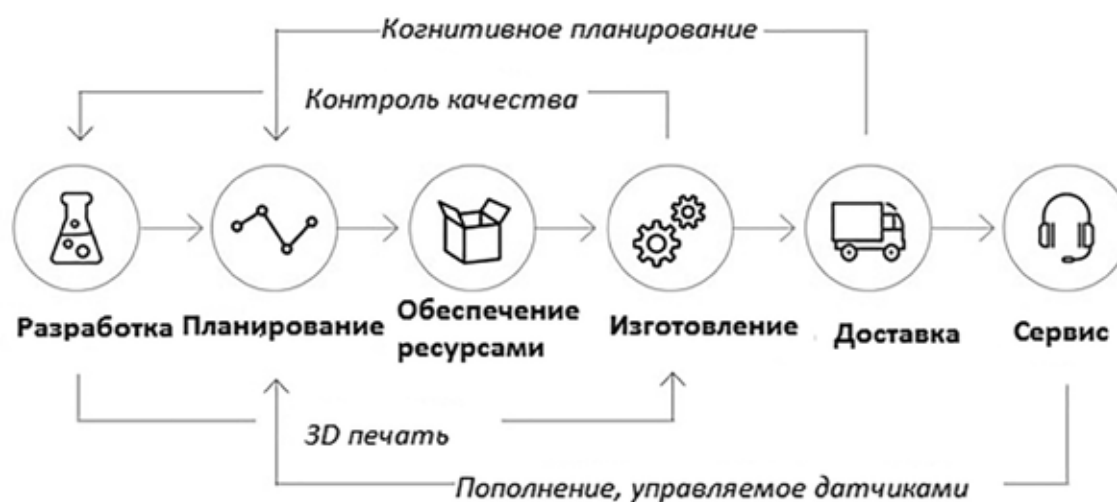 Когнитивное планирование
Контроль качества
Разработка
Планирование
Обеспечение
ресурсами
Изготовление
Доставка
Сервис
3D печать
Пополнение, управляемое датчиками